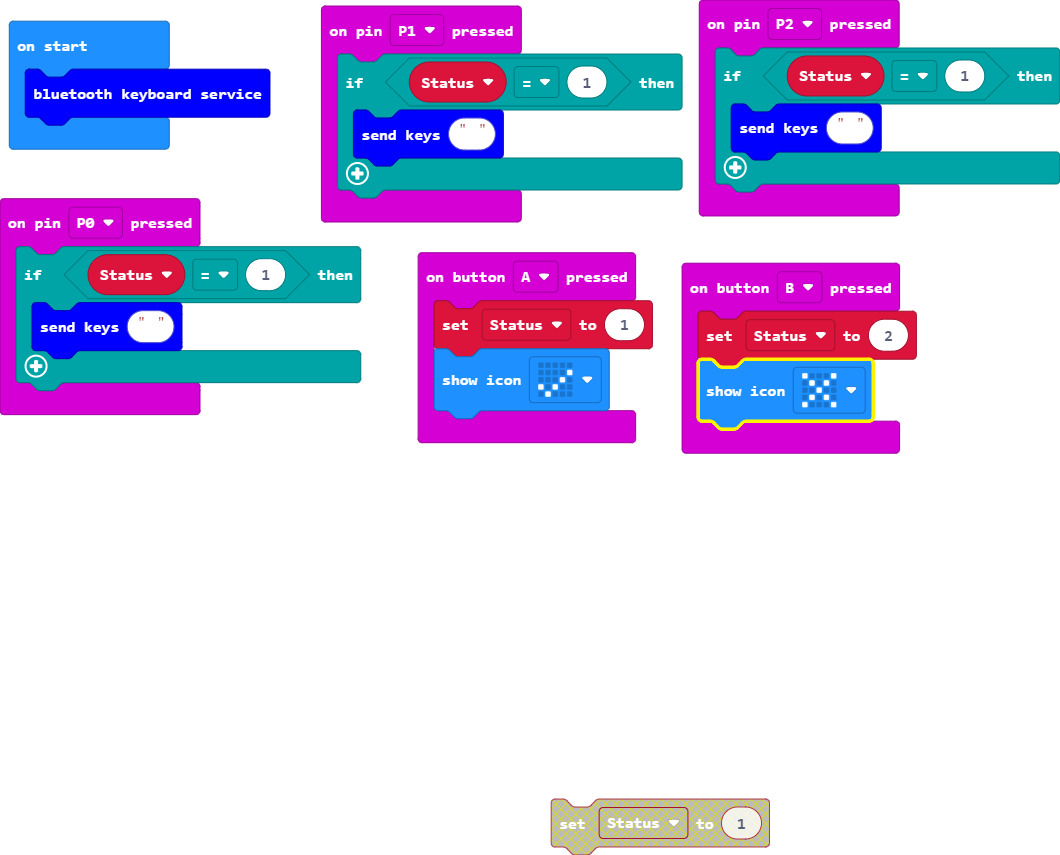 on start
bluetooth keyboard service
on pin P1 pressed
if Status = 1 then
send keys " "
on pin P2 pressed
if Status = 1 then
send keys " "
on pin P0 pressed
if Status = 1 then
send keys " "
on button A pressed
set Status to 1
show icon
on button B pressed
set Status to 2
show icon
set Status to 1